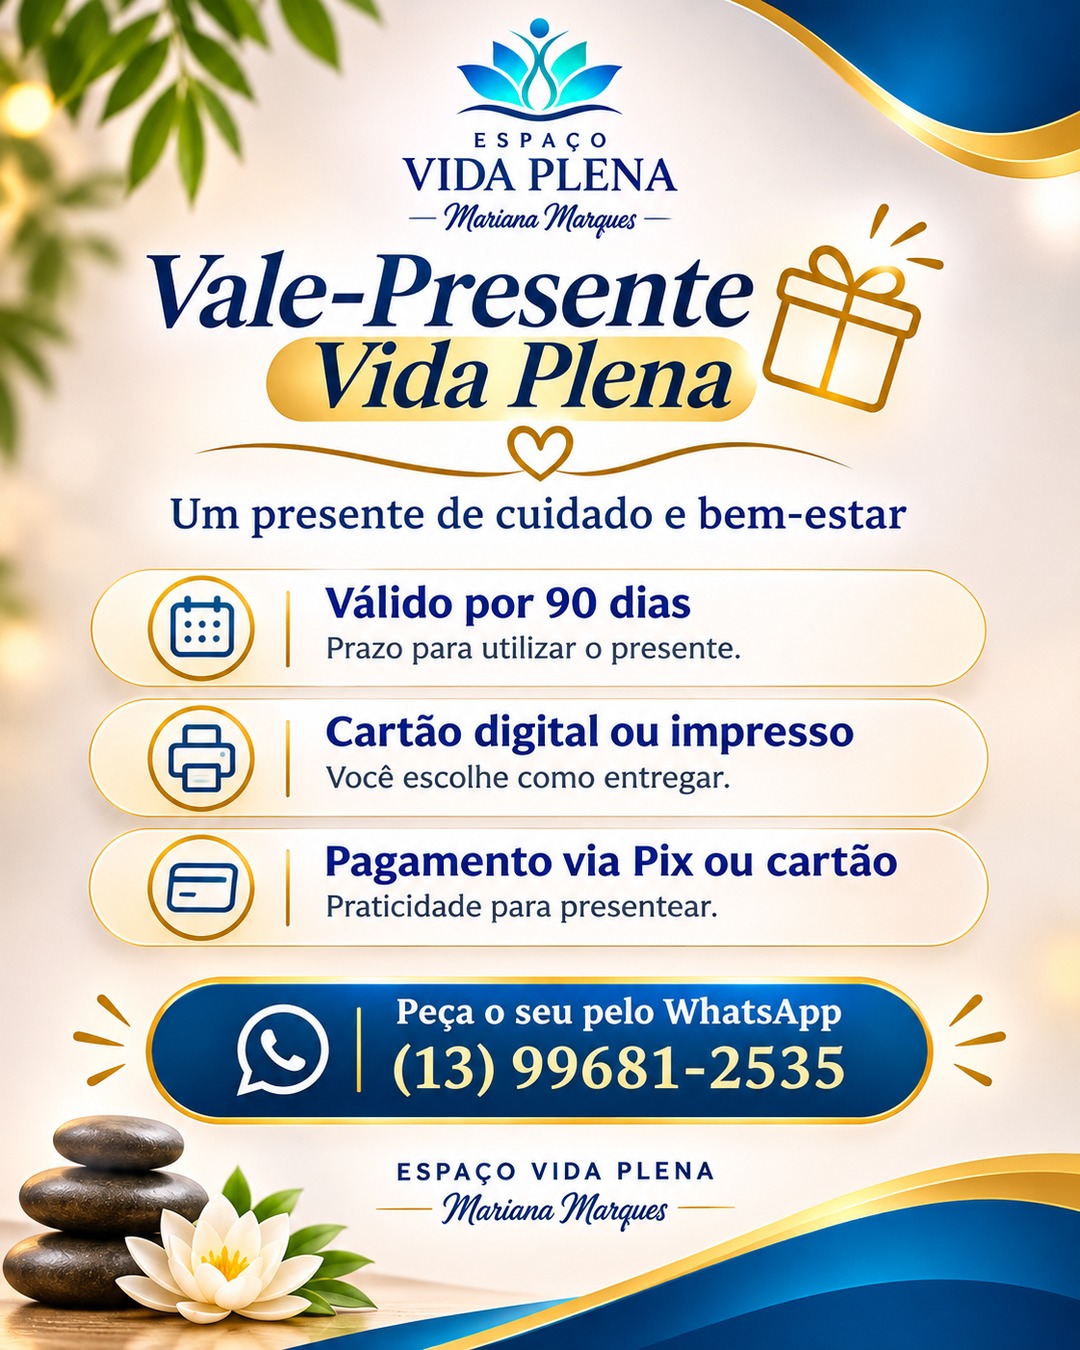 ESPAÇO
VIDA PLENA
Mariana Marques
Vale-Presente
Vida Plena
Um presente de cuidado e bem-estar
Válido por 90 dias
Prazo para utilizar o presente.
Cartão digital ou impresso
Você escolhe como entregar.
Pagamento via Pix ou cartão
Praticidade para presentear.
Peça o seu pelo WhatsApp
(13) 99681-2535
ESPAÇO VIDA PLENA
Mariana Marques